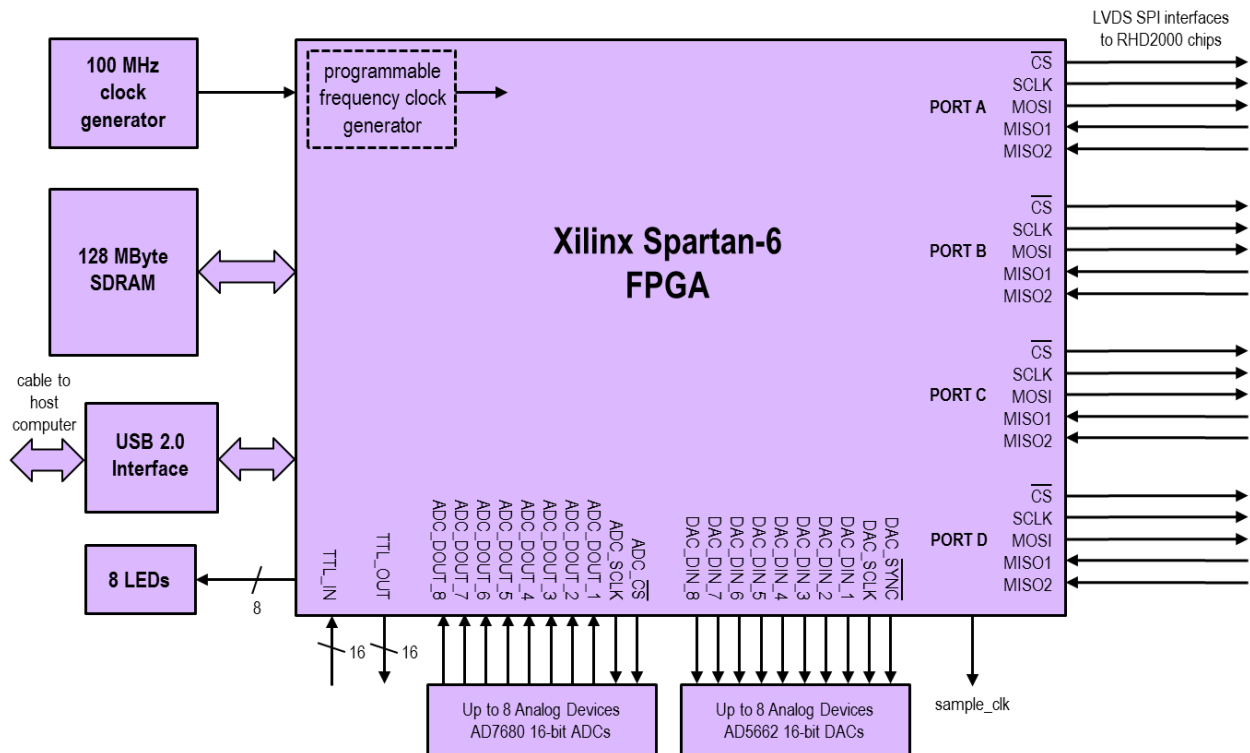 LVDS SPI interfaces
to RHD2000 chips
100 MHz
clock
generator
programmable
frequency clock
generator
128 MByte
SDRAM
cable to
host
computer
USB 2.0
Interface
8 LEDs
8
Xilinx Spartan-6
FPGA
PORT A
CS
SCLK
MOSI
MISO1
MISO2
PORT B
CS
SCLK
MOSI
MISO1
MISO2
PORT C
CS
SCLK
MOSI
MISO1
MISO2
PORT D
CS
SCLK
MOSI
MISO1
MISO2
TTL_IN
TTL_OUT
ADC_DOUT_8
ADC_DOUT_7
ADC_DOUT_6
ADC_DOUT_5
ADC_DOUT_4
ADC_DOUT_3
ADC_DOUT_2
ADC_DOUT_1
ADC_SCLK
ADC_CS
DAC_DIN_8
DAC_DIN_7
DAC_DIN_6
DAC_DIN_5
DAC_DIN_4
DAC_DIN_3
DAC_DIN_2
DAC_DIN_1
DAC_SCLK
DAC_SYNC
16
16
Up to 8 Analog Devices
AD7680 16-bit ADCs
Up to 8 Analog Devices
AD5662 16-bit DACs
sample_clk